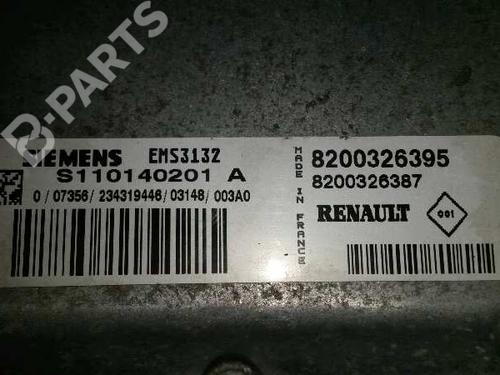 B-PARTS
SIEMENS EMS3132
S110140201 A
0 / 07356 / 234319446 / 03148 / 003A0
MADE IN FRANCE
8200326395
8200326387
RENAULT
001